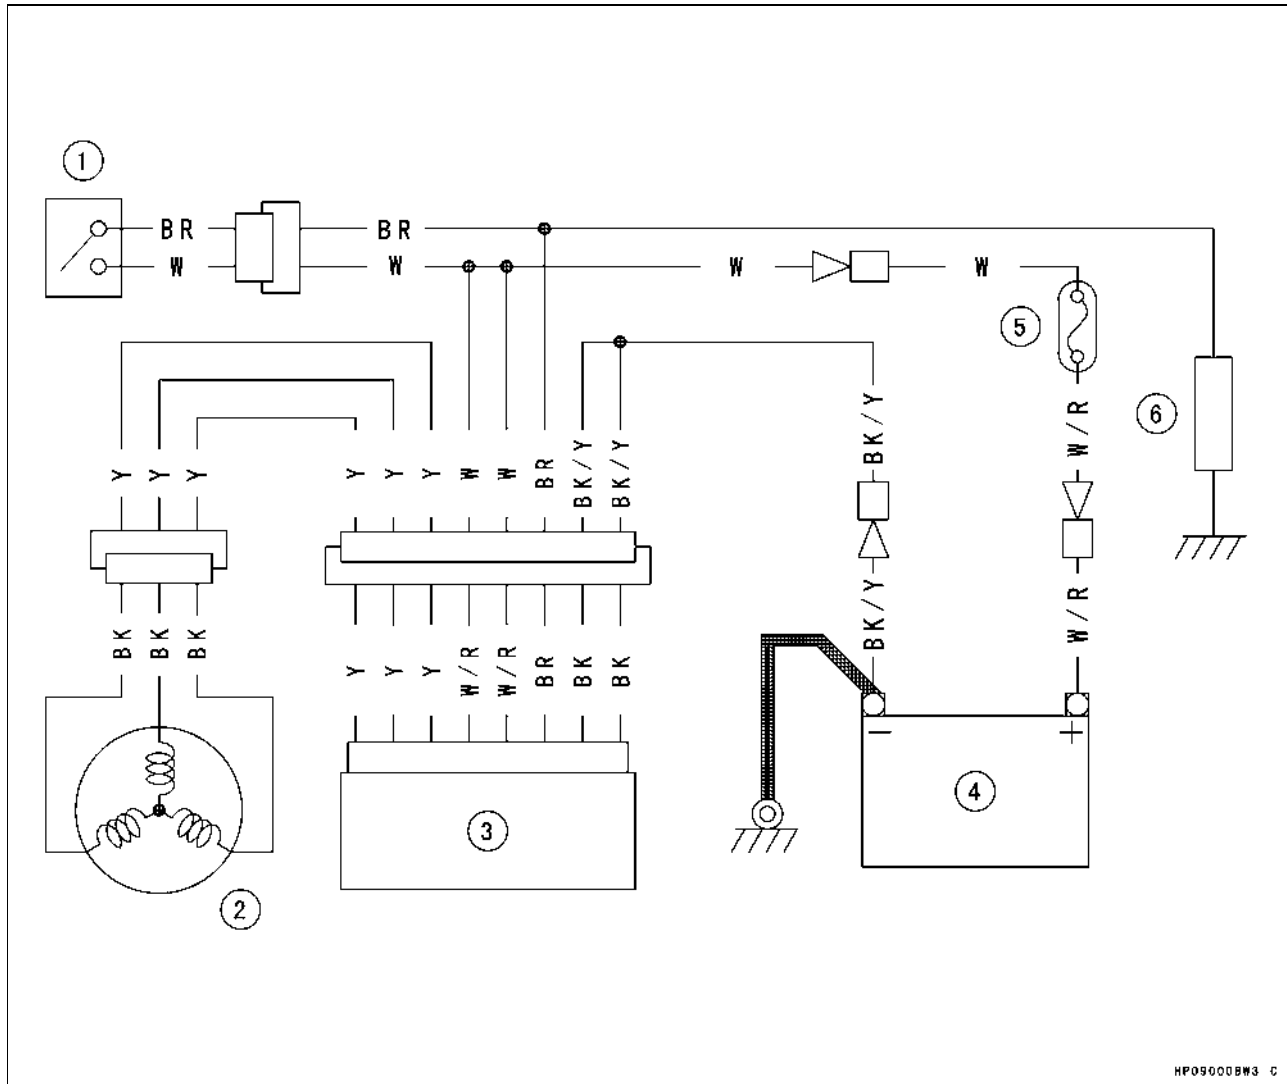 1
BR BR
W W W W
5
6
Y Y Y Y Y Y W W BR BK/Y BK/Y BK/Y W/R
BK BK BK Y Y Y W/R W/R BR BK BK BK/Y W/R
− +
4
3
2
HP09000BW3 C